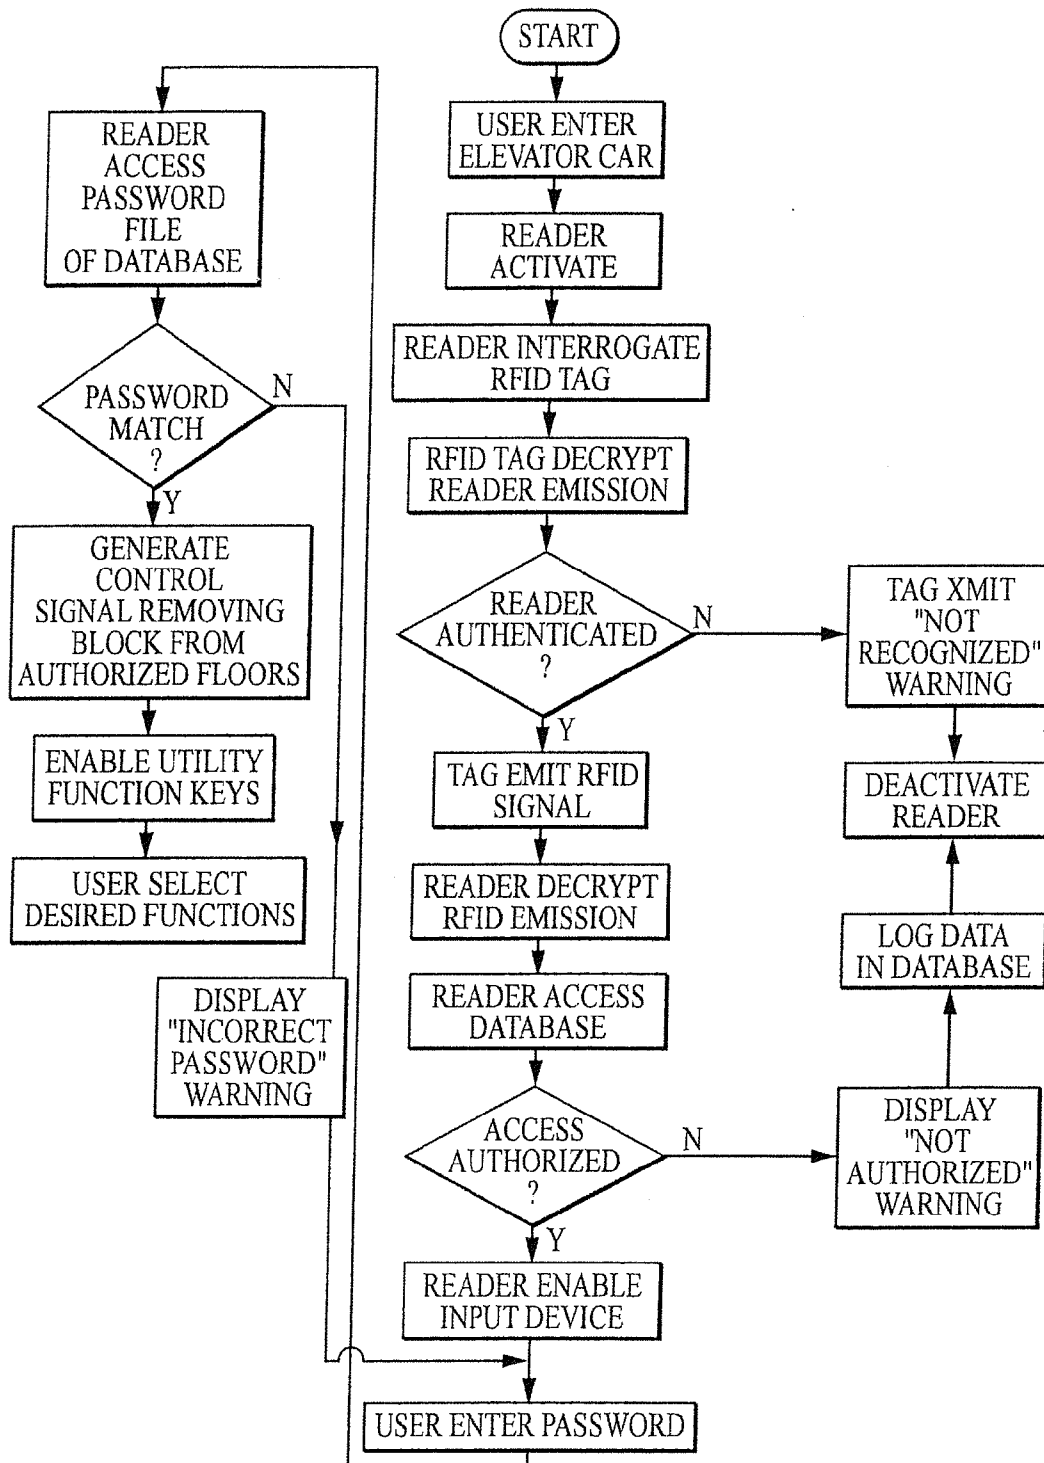 START
USER ENTER
ELEVATOR CAR
READER
ACTIVATE
READER INTERROGATE
RFID TAG
RFID TAG DECRYPT
READER EMISSION
READER
AUTHENTICATED
?
N
Y
TAG XMIT
"NOT
RECOGNIZED"
WARNING
DEACTIVATE
READER
TAG EMIT RFID
SIGNAL
READER DECRYPT
RFID EMISSION
READER ACCESS
DATABASE
ACCESS
AUTHORIZED
?
N
Y
DISPLAY
"NOT
AUTHORIZED"
WARNING
LOG DATA
IN DATABASE
READER ENABLE
INPUT DEVICE
USER ENTER PASSWORD
READER
ACCESS
PASSWORD
FILE
OF DATABASE
PASSWORD
MATCH
?
N
Y
GENERATE
CONTROL
SIGNAL REMOVING
BLOCK FROM
AUTHORIZED FLOORS
ENABLE UTILITY
FUNCTION KEYS
USER SELECT
DESIRED FUNCTIONS
DISPLAY
"INCORRECT
PASSWORD"
WARNING